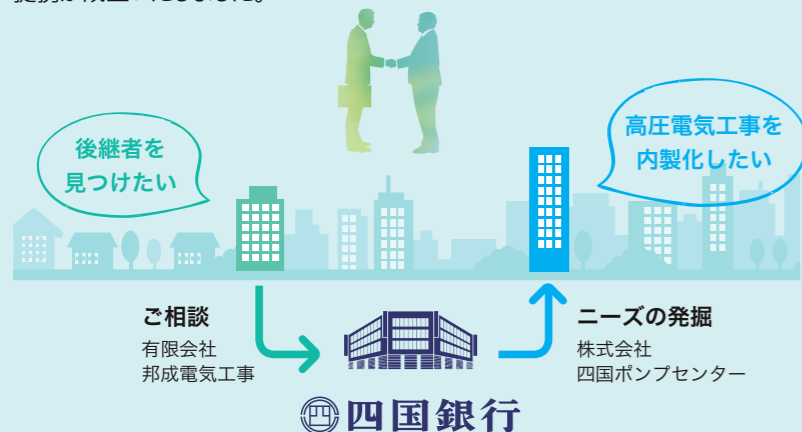 後継者を
見つけたい
高圧電気工事を
内製化したい
ご相談
有限会社
邦成電気工事
ニーズの発掘
株式会社
四国ポンプセンター
四国銀行